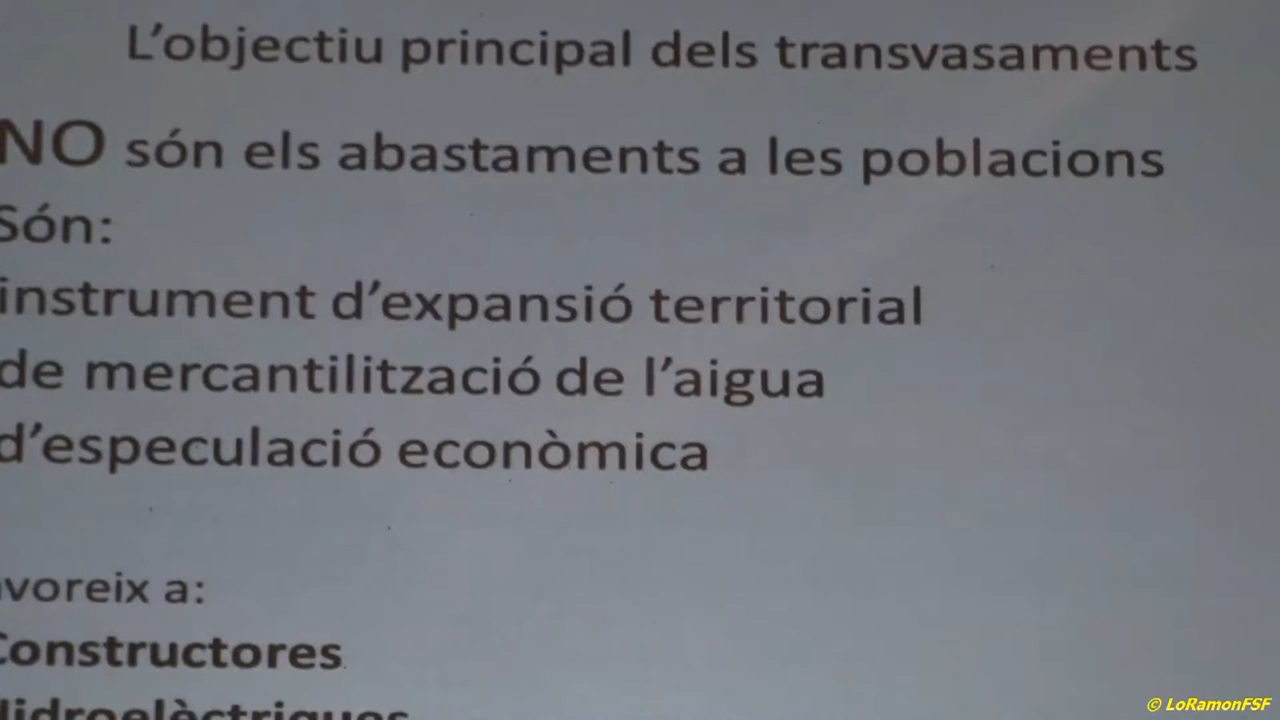 L'objectiu principal dels transvasaments
NO són els abastaments a les poblacions
Són:
instrument d'expansió territorial
de mercantilització de l'aigua
d'especulació econòmica
avoreix a:
Constructores
Hidroelèctriques
© LoRamonFSF